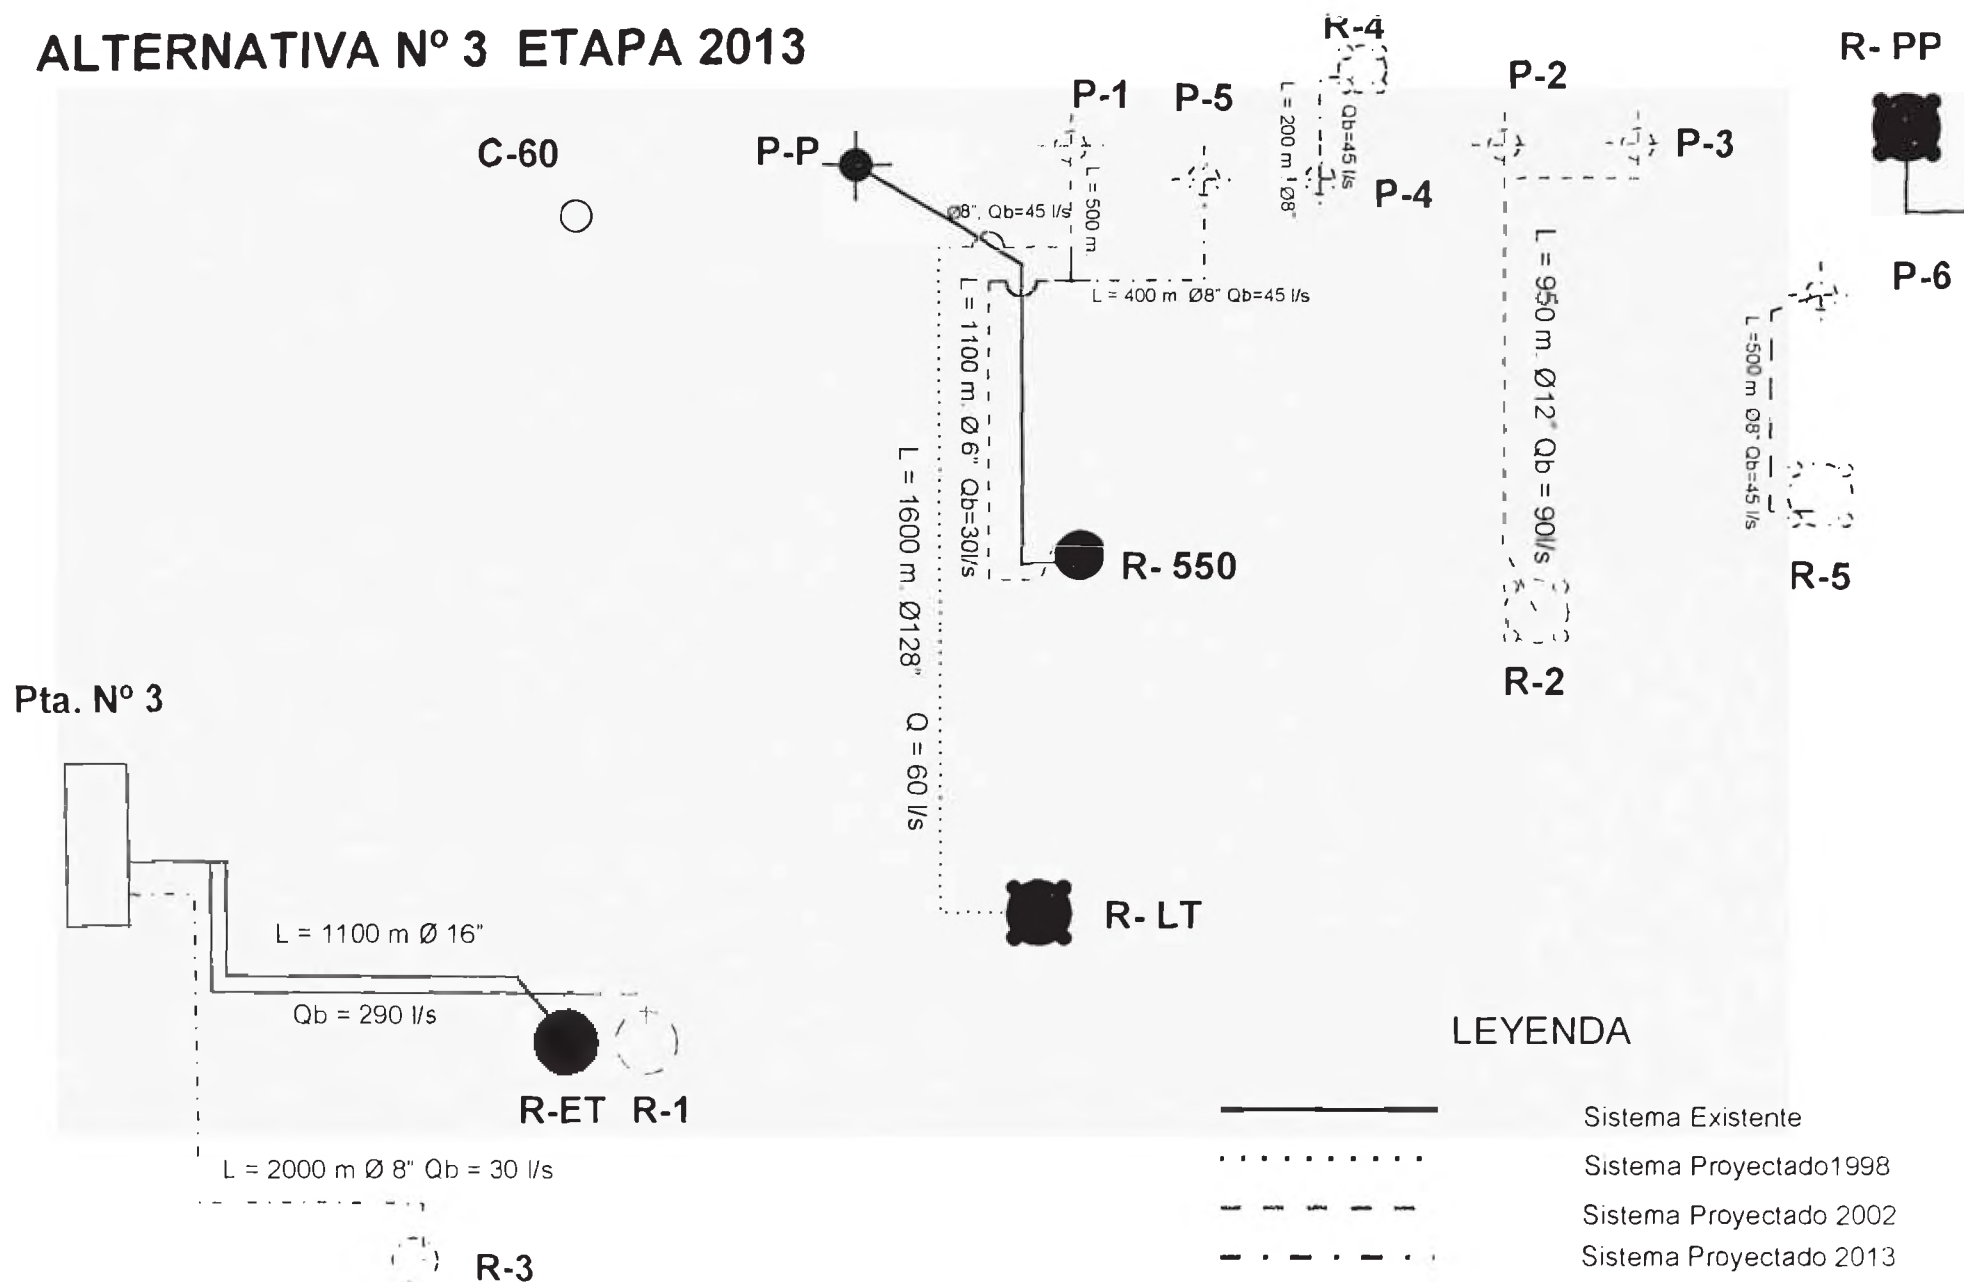 ALTERNATIVA Nº 3 ETAPA 2013
R-4
R- PP
P-2
P-1
P-5
C-60
P-P
P-3
P-4
L = 200 m Ø8"
Qb=45 l/s
Ø8", Qb=45 l/s
L = 500 m.
P-6
L = 400 m Ø8" Qb=45 l/s
L = 1100 m. Ø 6" Qb=30l/s
L = 950 m. Ø12" Qb = 90l/s
L =500 m Ø8" Qb=45 l/s
L = 1600 m. Ø128" Q = 60 l/s
R- 550
R-5
R-2
Pta. Nº 3
R- LT
L = 1100 m Ø 16"
Qb = 290 l/s
LEYENDA
R-ET R-1
Sistema Existente
L = 2000 m Ø 8" Qb = 30 l/s
Sistema Proyectado1998
Sistema Proyectado 2002
Sistema Proyectado 2013
R-3